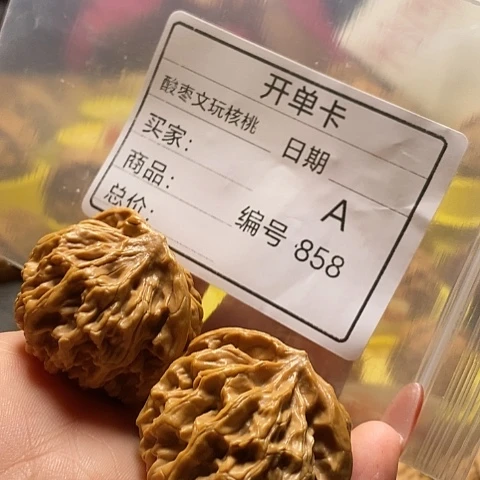 开单卡
酸枣文玩核桃 日期
买家：
商品： A
总价： 编号 858